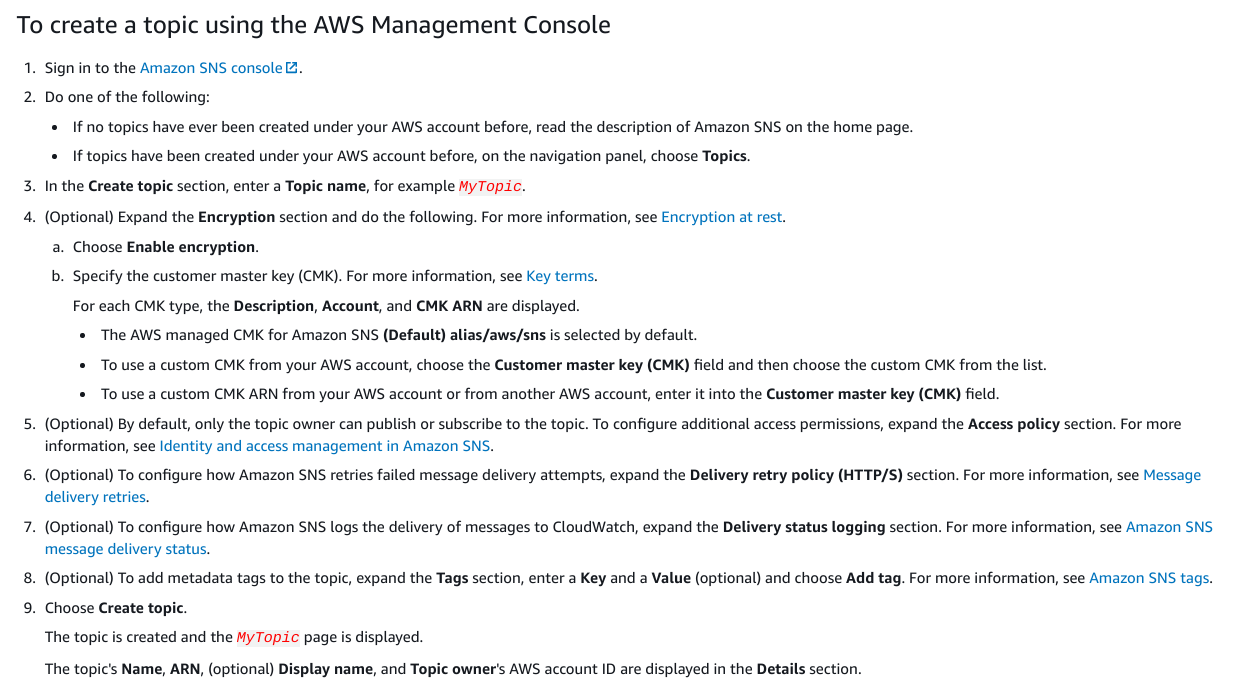 To create a topic using the AWS Management Console
1. Sign in to the Amazon SNS console.
2. Do one of the following:
• If no topics have ever been created under your AWS account before, read the description of Amazon SNS on the home page.
• If topics have been created under your AWS account before, on the navigation panel, choose Topics.
3. In the Create topic section, enter a Topic name, for example MyTopic.
4. (Optional) Expand the Encryption section and do the following. For more information, see Encryption at rest.
a. Choose Enable encryption.
b. Specify the customer master key (CMK). For more information, see Key terms.
For each CMK type, the Description, Account, and CMK ARN are displayed.
• The AWS managed CMK for Amazon SNS (Default) alias/aws/sns is selected by default.
• To use a custom CMK from your AWS account, choose the Customer master key (CMK) field and then choose the custom CMK from the list.
• To use a custom CMK ARN from your AWS account or from another AWS account, enter it into the Customer master key (CMK) field.
5. (Optional) By default, only the topic owner can publish or subscribe to the topic. To configure additional access permissions, expand the Access policy section. For more
information, see Identity and access management in Amazon SNS.
6. (Optional) To configure how Amazon SNS retries failed message delivery attempts, expand the Delivery retry policy (HTTP/S) section. For more information, see Message
delivery retries.
7. (Optional) To configure how Amazon SNS logs the delivery of messages to CloudWatch, expand the Delivery status logging section. For more information, see Amazon SNS
message delivery status.
8. (Optional) To add metadata tags to the topic, expand the Tags section, enter a Key and a Value (optional) and choose Add tag. For more information, see Amazon SNS tags.
9. Choose Create topic.
The topic is created and the MyTopic page is displayed.
The topic's Name, ARN, (optional) Display name, and Topic owner's AWS account ID are displayed in the Details section.